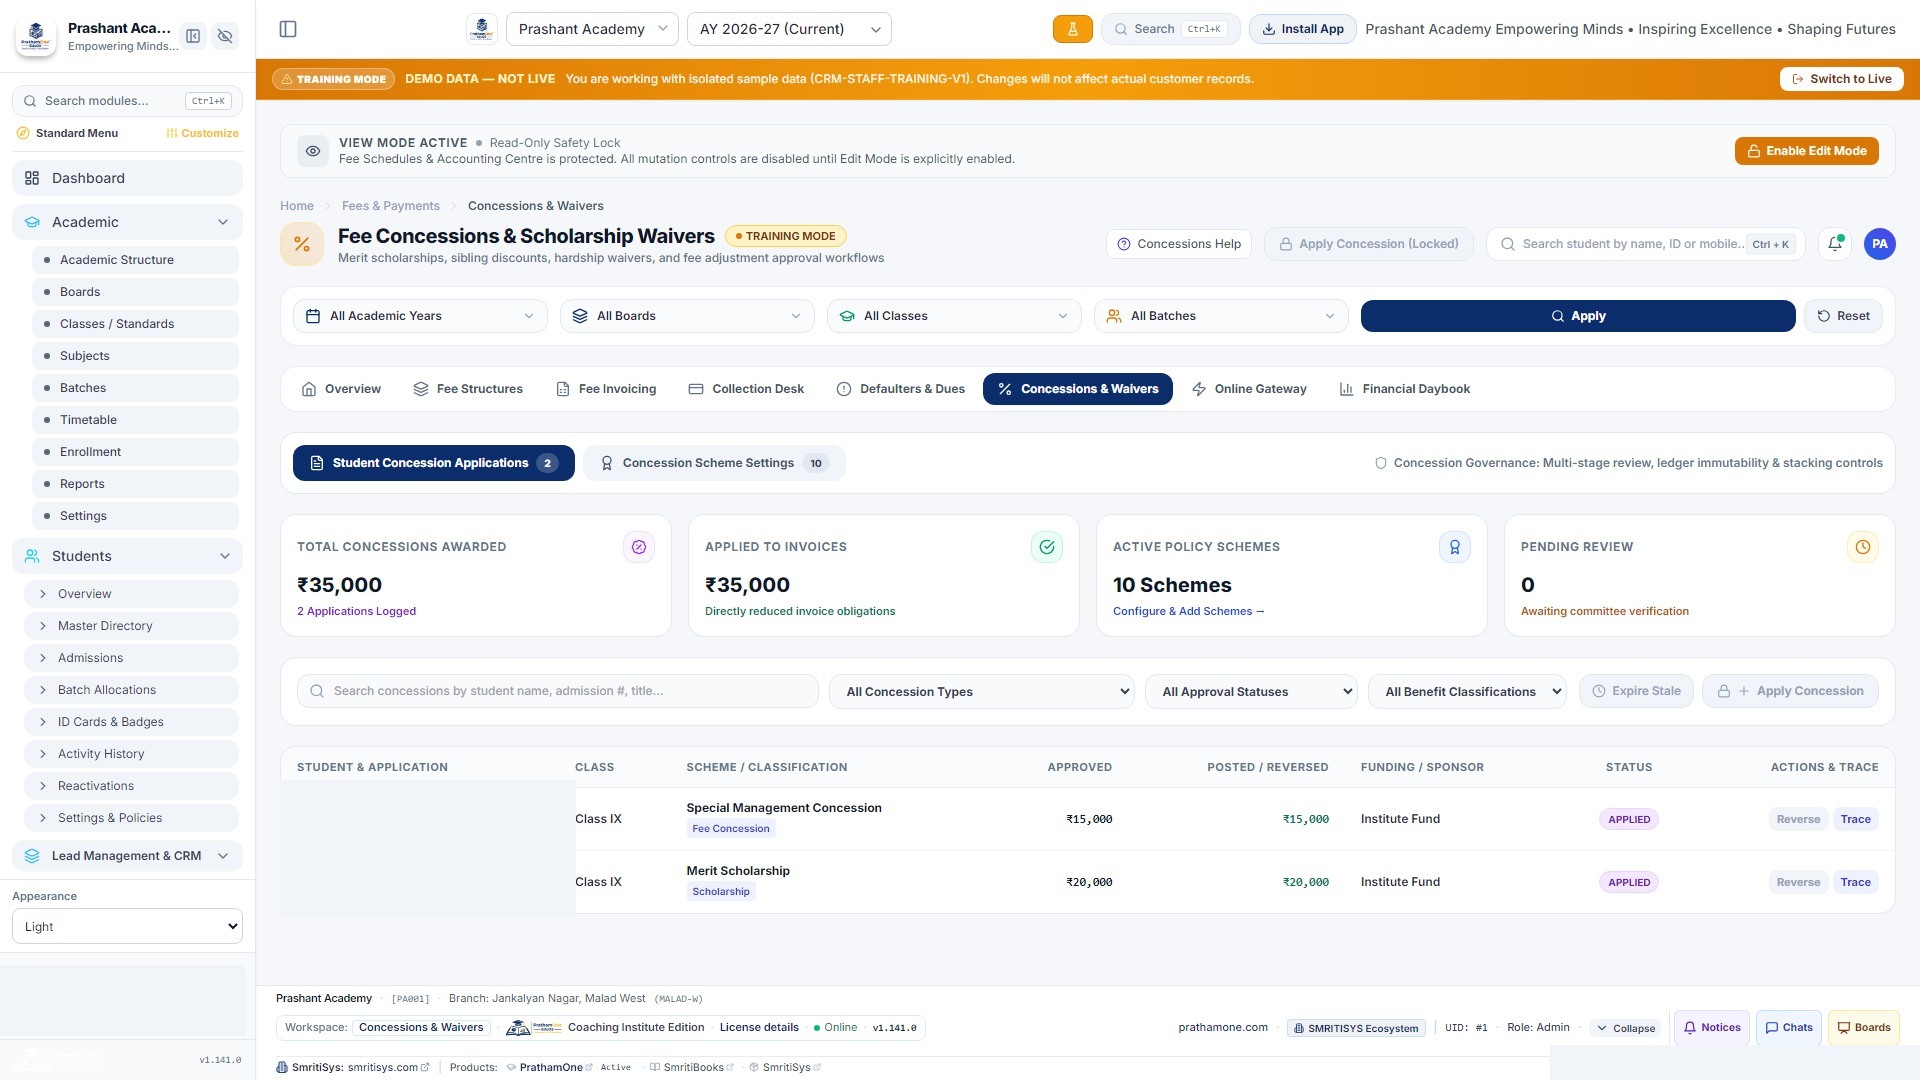 Prashant Aca...
Empowering Minds...
Search modules...
Ctrl+K
Standard Menu
Customize
Dashboard
Academic
Academic Structure
Boards
Classes / Standards
Subjects
Batches
Timetable
Enrollment
Reports
Settings
Students
Overview
Master Directory
Admissions
Batch Allocations
ID Cards & Badges
Activity History
Reactivations
Settings & Policies
Lead Management & CRM
Appearance
Light
v1.141.0
Prashant Academy
AY 2026-27 (Current)
Search Ctrl+K
Install App
Prashant Academy Empowering Minds • Inspiring Excellence • Shaping Futures
TRAINING MODE
DEMO DATA — NOT LIVE You are working with isolated sample data (CRM-STAFF-TRAINING-V1). Changes will not affect actual customer records.
Switch to Live
VIEW MODE ACTIVE • Read-Only Safety Lock
Fee Schedules & Accounting Centre is protected. All mutation controls are disabled until Edit Mode is explicitly enabled.
Enable Edit Mode
Home > Fees & Payments > Concessions & Waivers
Fee Concessions & Scholarship Waivers
TRAINING MODE
Merit scholarships, sibling discounts, hardship waivers, and fee adjustment approval workflows
Concessions Help
Apply Concession (Locked)
Search student by name, ID or mobile.. Ctrl + K
PA
All Academic Years
All Boards
All Classes
All Batches
Apply
Reset
Overview
Fee Structures
Fee Invoicing
Collection Desk
Defaulters & Dues
Concessions & Waivers
Online Gateway
Financial Daybook
Student Concession Applications 2
Concession Scheme Settings 10
Concession Governance: Multi-stage review, ledger immutability & stacking controls
TOTAL CONCESSIONS AWARDED
₹35,000
2 Applications Logged
APPLIED TO INVOICES
₹35,000
Directly reduced invoice obligations
ACTIVE POLICY SCHEMES
10 Schemes
Configure & Add Schemes →
PENDING REVIEW
0
Awaiting committee verification
Search concessions by student name, admission #, title...
All Concession Types
All Approval Statuses
All Benefit Classifications
Expire Stale
+ Apply Concession
STUDENT & APPLICATION CLASS SCHEME / CLASSIFICATION APPROVED POSTED / REVERSED FUNDING / SPONSOR STATUS ACTIONS & TRACE
Class IX Special Management Concession ₹15,000 ₹15,000 Institute Fund APPLIED Reverse Trace
Fee Concession
Class IX Merit Scholarship ₹20,000 ₹20,000 Institute Fund APPLIED Reverse Trace
Scholarship
Prashant Academy · [PA001] · Branch: Jankalyan Nagar, Malad West (MALAD-W)
Workspace: Concessions & Waivers · Coaching Institute Edition · License details · Online · v1.141.0
prathamone.com · SMRITISYS Ecosystem | UID: #1 · Role: Admin · Collapse
Notices
Chats
Boards
SmritiSys: smritisys.com | Products: PrathamOne Active · SmritiBooks · SmritiSys